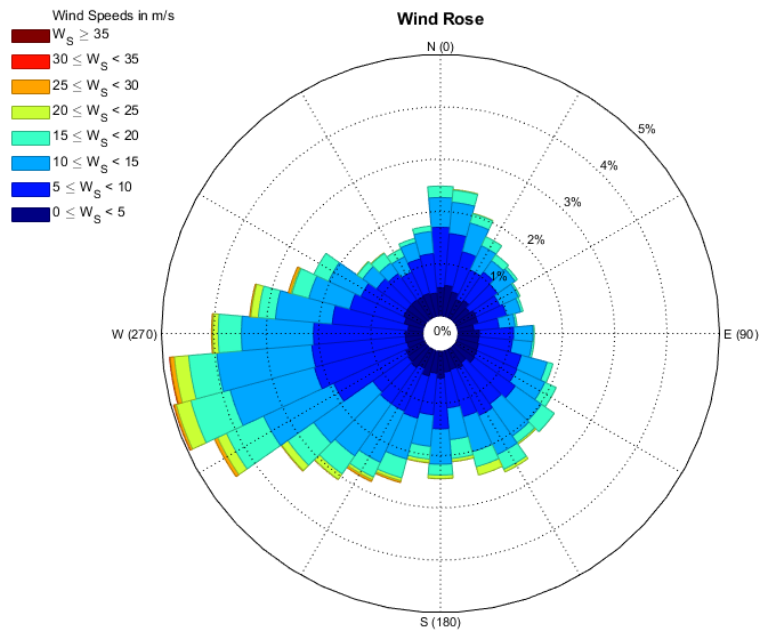 Wind Speeds in m/s
W_S ≥ 35
30 ≤ W_S < 35
25 ≤ W_S < 30
20 ≤ W_S < 25
15 ≤ W_S < 20
10 ≤ W_S < 15
5 ≤ W_S < 10
0 ≤ W_S < 5
Wind Rose
N (0)
5%
4%
3%
2%
1%
0%
W (270)
E (90)
S (180)